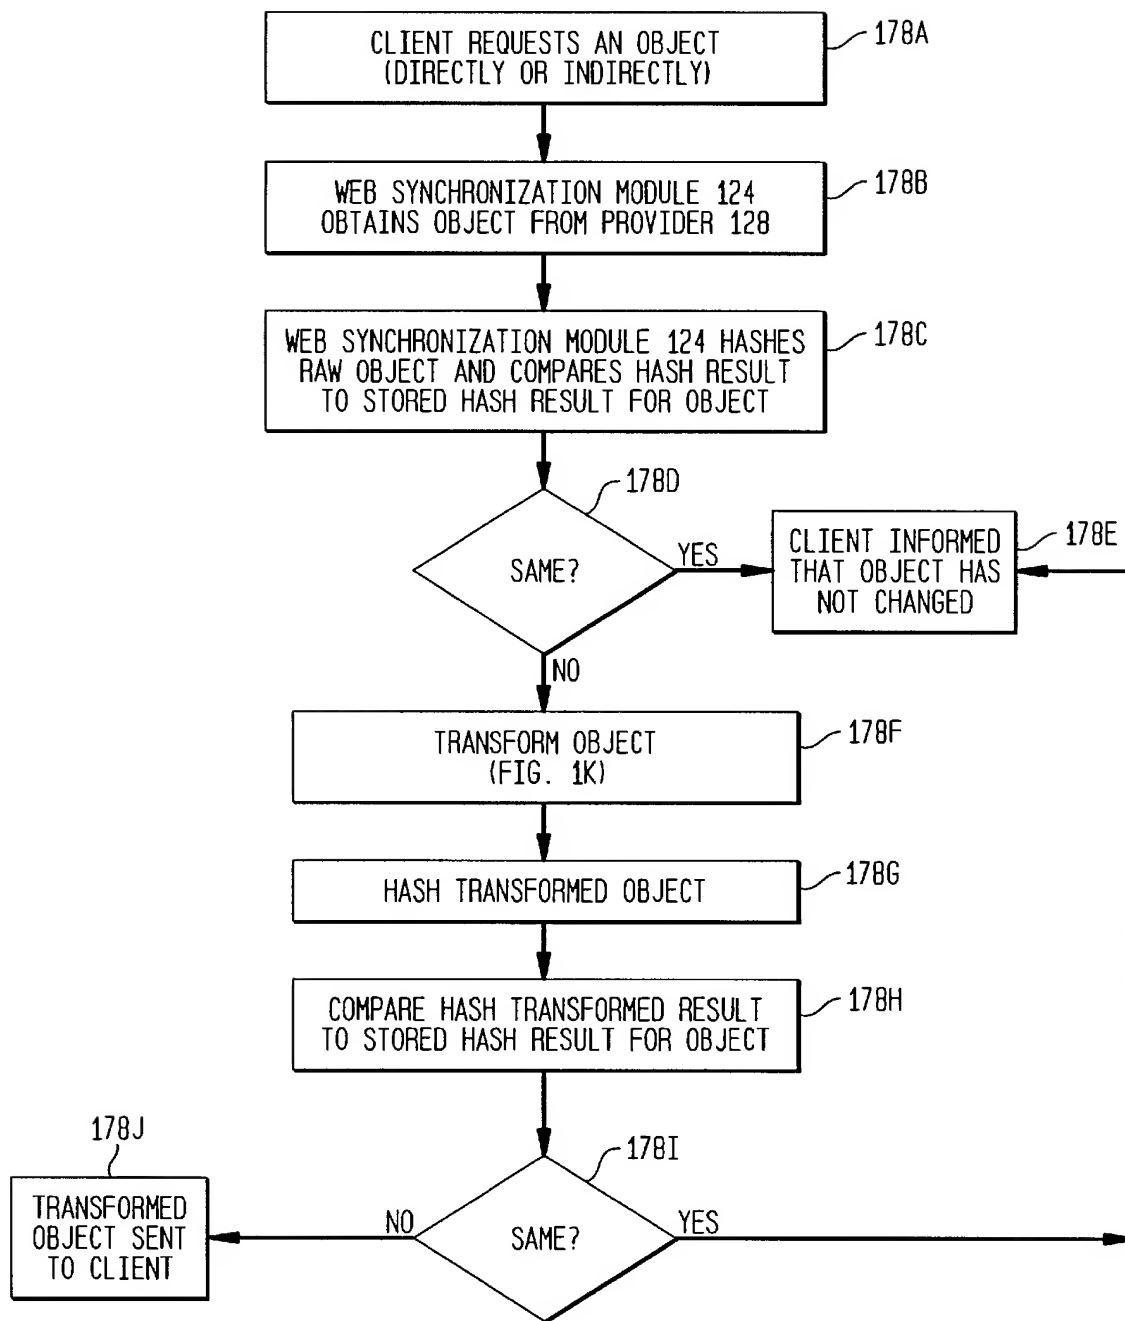 CLIENT REQUESTS AN OBJECT
(DIRECTLY OR INDIRECTLY)
178A
WEB SYNCHRONIZATION MODULE 124
OBTAINS OBJECT FROM PROVIDER 128
178B
WEB SYNCHRONIZATION MODULE 124 HASHES
RAW OBJECT AND COMPARES HASH RESULT
TO STORED HASH RESULT FOR OBJECT
178C
178D
SAME?
YES
CLIENT INFORMED
THAT OBJECT HAS
NOT CHANGED
178E
NO
TRANSFORM OBJECT
(FIG. 1K)
178F
HASH TRANSFORMED OBJECT
178G
COMPARE HASH TRANSFORMED RESULT
TO STORED HASH RESULT FOR OBJECT
178H
178I
SAME?
NO
YES
178J
TRANSFORMED
OBJECT SENT
TO CLIENT